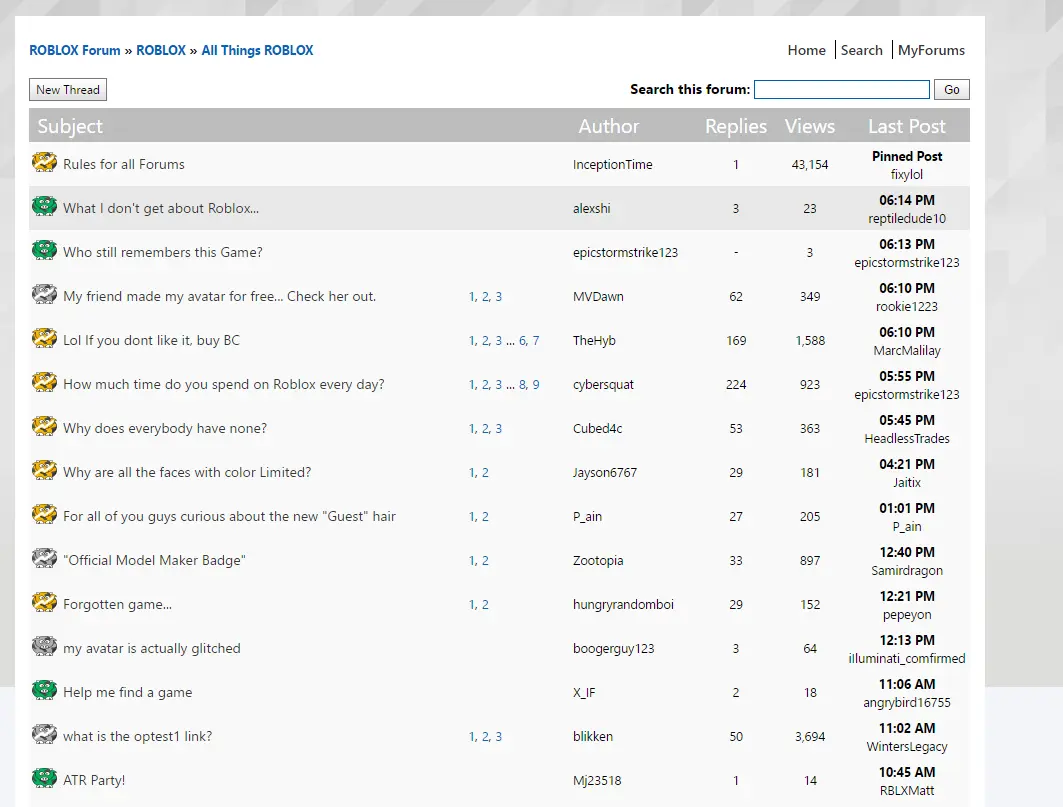 ROBLOX Forum » ROBLOX » All Things ROBLOX
Home Search MyForums
New Thread
Search this forum: Go
Subject Author Replies Views Last Post
Rules for all Forums InceptionTime 1 43,154 Pinned Post
fixylol
What I don't get about Roblox... alexshi 3 23 06:14 PM
reptiledude10
Who still remembers this Game? epicstormstrike123 - 3 06:13 PM
epicstormstrike123
My friend made my avatar for free... Check her out. 1, 2, 3 MVDawn 62 349 06:10 PM
rookie1223
Lol If you dont like it, buy BC 1, 2, 3 ... 6, 7 TheHyb 169 1,588 06:10 PM
MarcMalilay
How much time do you spend on Roblox every day? 1, 2, 3 ... 8, 9 cybersquat 224 923 05:55 PM
epicstormstrike123
Why does everybody have none? 1, 2, 3 Cubed4c 53 363 05:45 PM
HeadlessTrades
Why are all the faces with color Limited? 1, 2 Jayson6767 29 181 04:21 PM
Jaitix
For all of you guys curious about the new "Guest" hair 1, 2 P_ain 27 205 01:01 PM
P_ain
"Official Model Maker Badge" 1, 2 Zootopia 33 897 12:40 PM
Samirdragon
Forgotten game... 1, 2 hungryrandomboi 29 152 12:21 PM
pepeyon
my avatar is actually glitched boogerguy123 3 64 12:13 PM
illuminati_comfirmed
Help me find a game X_IF 2 18 11:06 AM
angrybird16755
what is the optest1 link? 1, 2, 3 blikken 50 3,694 11:02 AM
WintersLegacy
ATR Party! Mj23518 1 14 10:45 AM
RBLXMatt